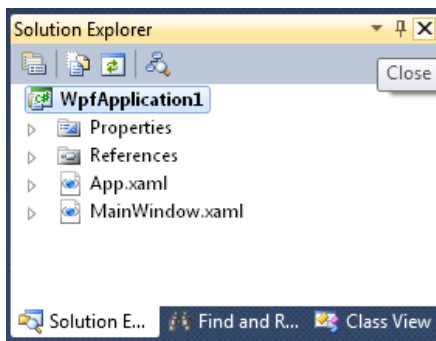 Solution Explorer
Close
WpfApplication1
Properties
References
App.xaml
MainWindow.xaml
Solution E... Find and R... Class View